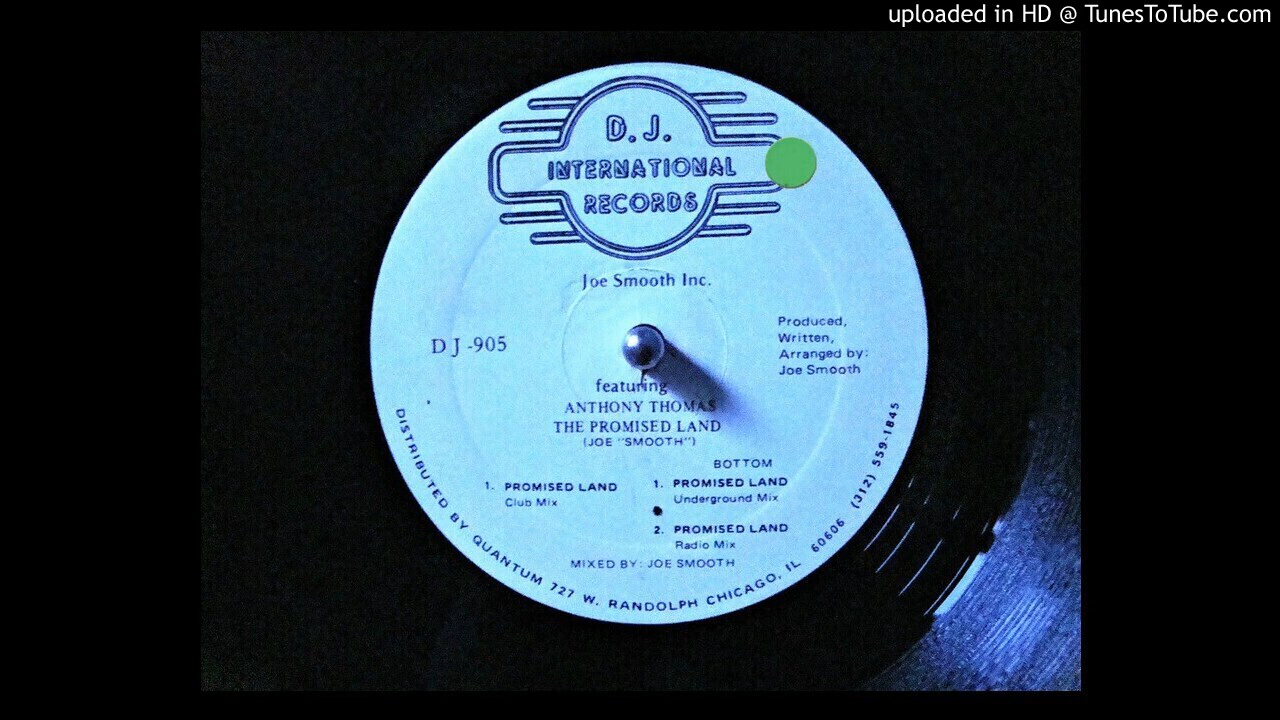 uploaded in HD @ TunesToTube.com
D.J.
INTERNATIONAL
RECORDS
Joe Smooth Inc.
DJ-905
Produced,
Written,
Arranged by:
Joe Smooth
featuring
ANTHONY THOMAS
THE PROMISED LAND
(JOE "SMOOTH")
1. PROMISED LAND
Club Mix
BOTTOM
1. PROMISED LAND
Underground Mix
2. PROMISED LAND
Radio Mix
MIXED BY: JOE SMOOTH
DISTRIBUTED BY QUANTUM 727 W. RANDOLPH CHICAGO, IL 60606 (312) 559-1845